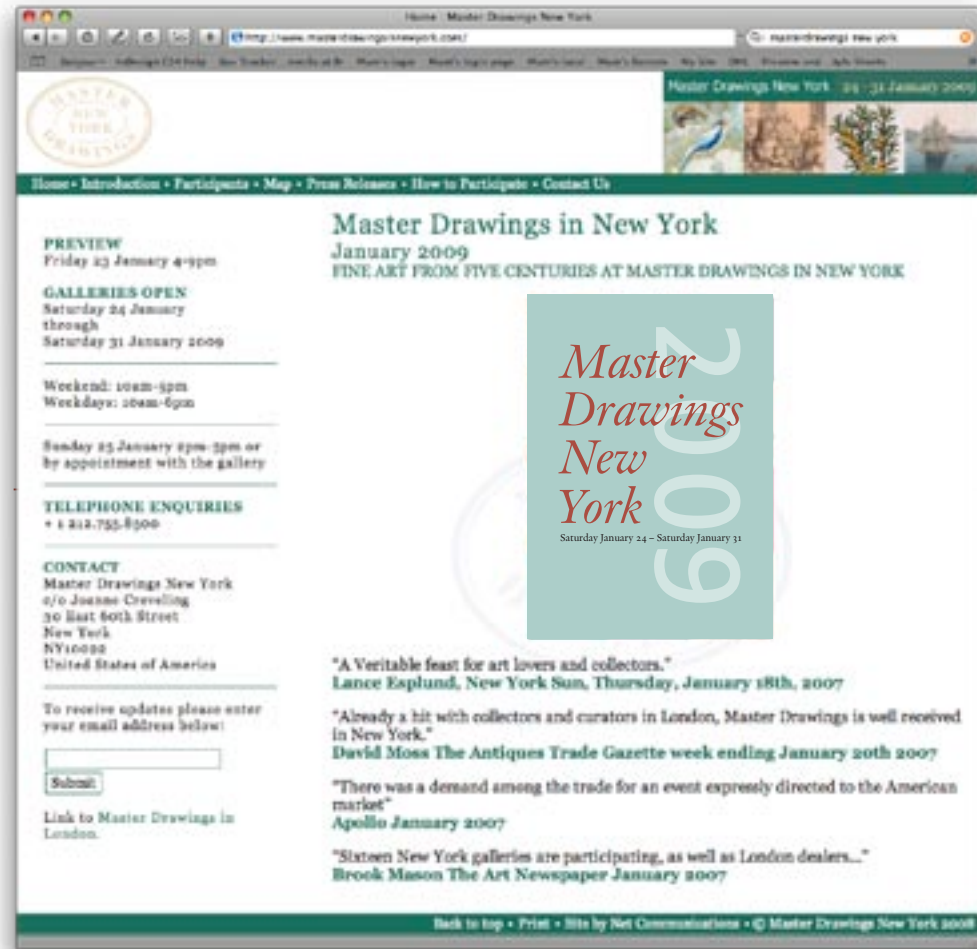 Home : Master Drawings New York
masterdrawings new york
Master Drawings New York 24 - 31 January 2009
MASTER
NEW
YORK
DRAWINGS
Home • Introduction • Participants • Map • Press Releases • How to Participate • Contact Us
PREVIEW
Friday 23 January 4-9pm
GALLERIES OPEN
Saturday 24 January
through
Saturday 31 January 2009
Weekend: 10am-5pm
Weekdays: 10am-6pm
Sunday 25 January 2pm-5pm or
by appointment with the gallery
TELEPHONE ENQUIRIES
+ 1 212.755.8500
CONTACT
Master Drawings New York
c/o Joanne Creveling
30 East 60th Street
New York
NY10022
United States of America
To receive updates please enter
your email address below:
Submit
Link to Master Drawings in
London.
Master Drawings in New York
January 2009
FINE ART FROM FIVE CENTURIES AT MASTER DRAWINGS IN NEW YORK
2009
Master
Drawings
New
York
Saturday January 24 – Saturday January 31
"A Veritable feast for art lovers and collectors."
Lance Esplund, New York Sun, Thursday, January 18th, 2007
"Already a hit with collectors and curators in London, Master Drawings is well received
in New York."
David Moss The Antiques Trade Gazette week ending January 20th 2007
"There was a demand among the trade for an event expressly directed to the American
market"
Apollo January 2007
"Sixteen New York galleries are participating, as well as London dealers..."
Brook Mason The Art Newspaper January 2007
Back to top • Print • Site by Net Communications • © Master Drawings New York 2008